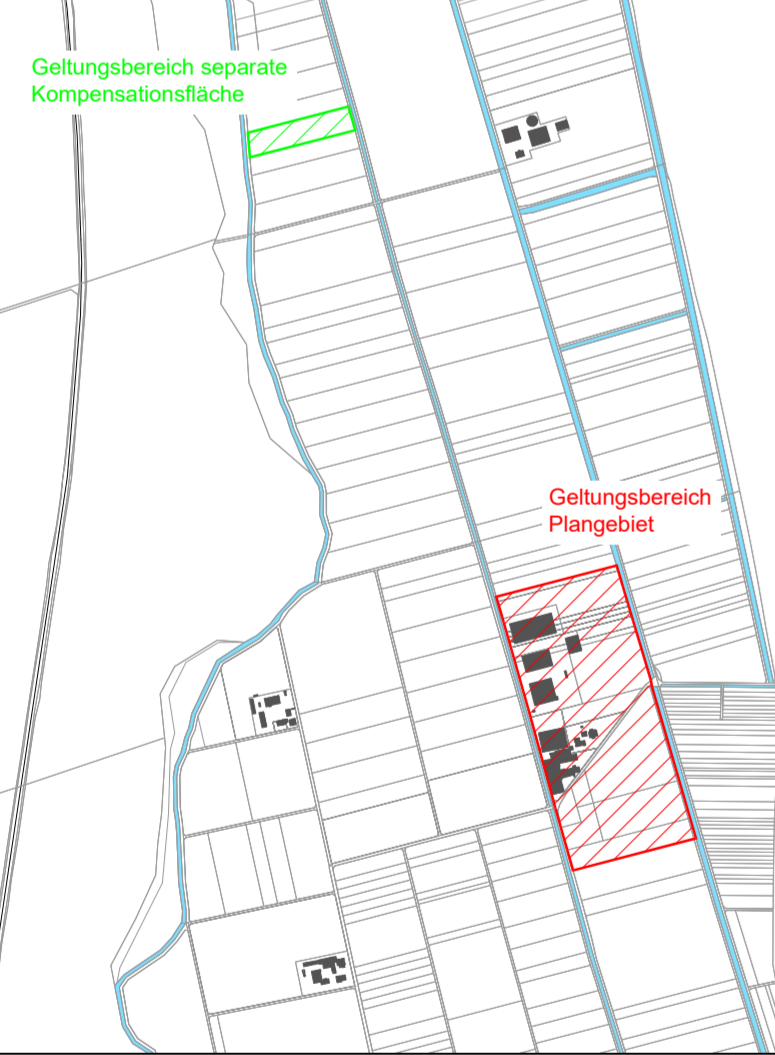 Geltungsbereich separate
Kompensationsfläche
Geltungsbereich
Plangebiet